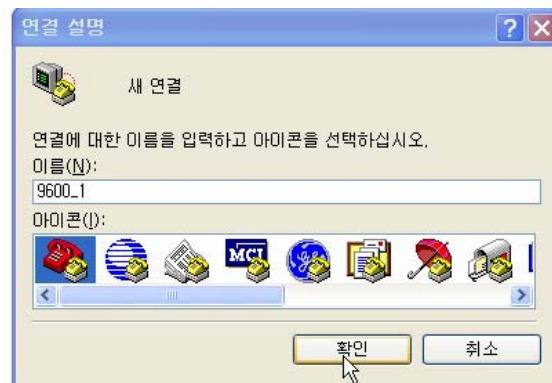 연결 설명
새 연결
연결에 대한 이름을 입력하고 아이콘을 선택하십시오.
이름(N):
9600_1
아이콘(I):
MCI
확인
취소